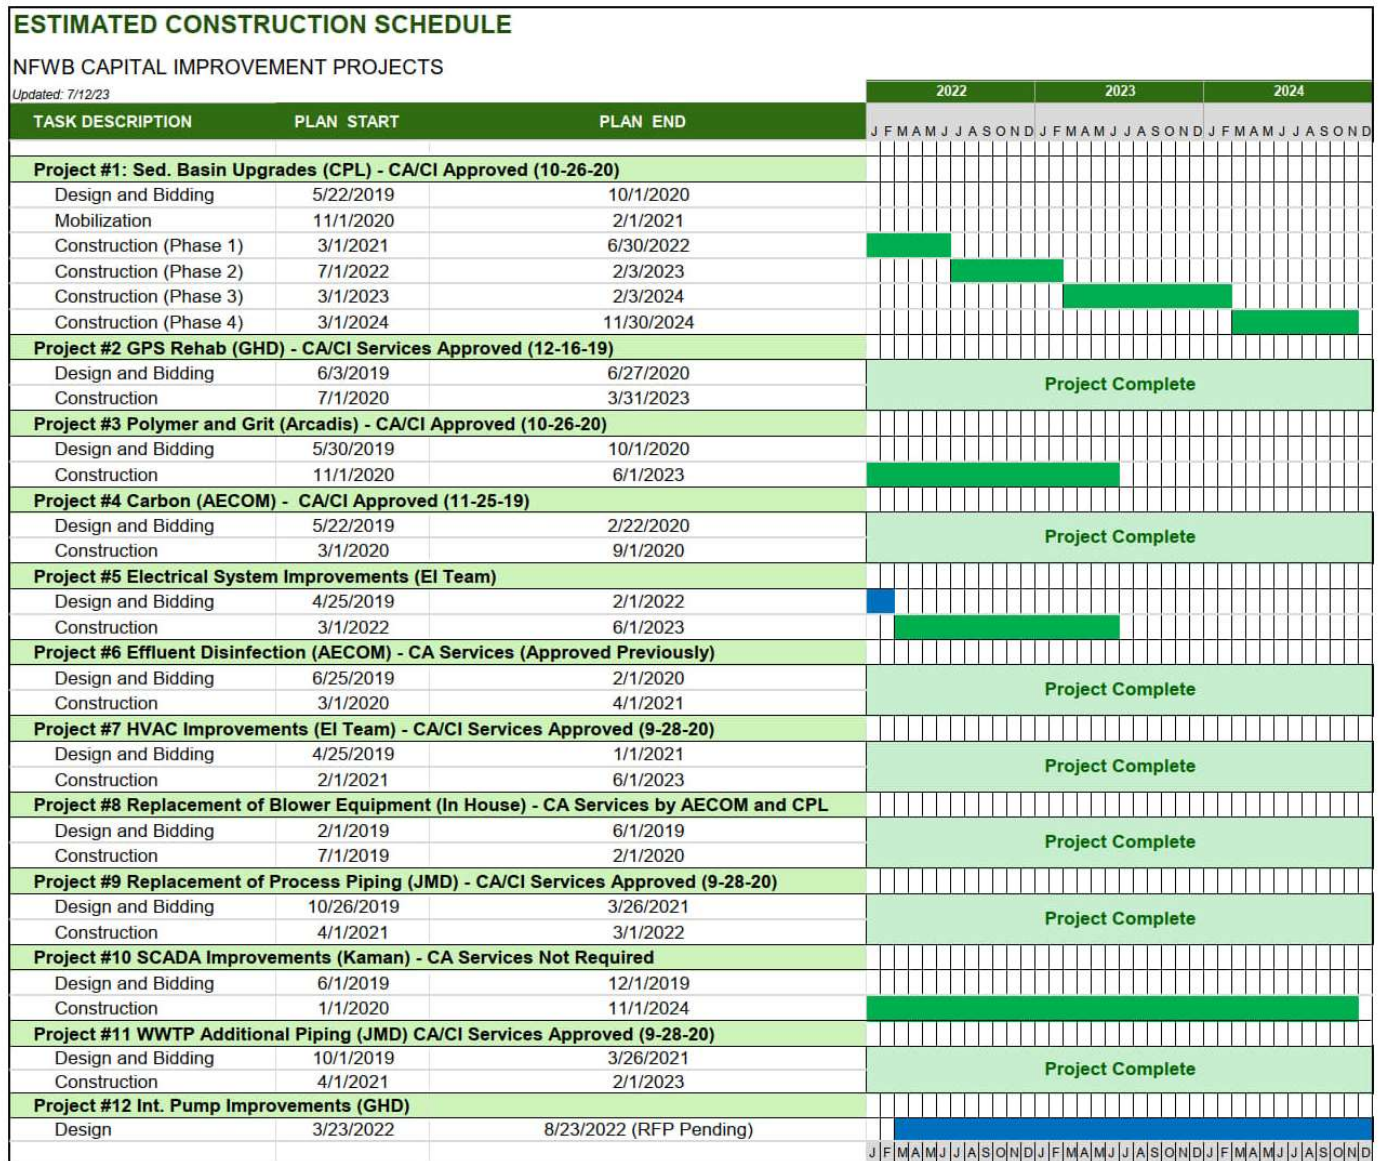 ESTIMATED CONSTRUCTION SCHEDULE
NFWB CAPITAL IMPROVEMENT PROJECTS
Updated: 7/12/23
2022 2023 2024
TASK DESCRIPTION PLAN START PLAN END
J F M A M J J A S O N D J F M A M J J A S O N D J F M A M J J A S O N D
Project #1: Sed. Basin Upgrades (CPL) - CA/CI Approved (10-26-20)
Design and Bidding 5/22/2019 10/1/2020
Mobilization 11/1/2020 2/1/2021
Construction (Phase 1) 3/1/2021 6/30/2022
Construction (Phase 2) 7/1/2022 2/3/2023
Construction (Phase 3) 3/1/2023 2/3/2024
Construction (Phase 4) 3/1/2024 11/30/2024
Project #2 GPS Rehab (GHD) - CA/CI Services Approved (12-16-19)
Design and Bidding 6/3/2019 6/27/2020
Project Complete
Construction 7/1/2020 3/31/2023
Project #3 Polymer and Grit (Arcadis) - CA/CI Approved (10-26-20)
Design and Bidding 5/30/2019 10/1/2020
Construction 11/1/2020 6/1/2023
Project #4 Carbon (AECOM) - CA/CI Approved (11-25-19)
Design and Bidding 5/22/2019 2/22/2020
Project Complete
Construction 3/1/2020 9/1/2020
Project #5 Electrical System Improvements (EI Team)
Design and Bidding 4/25/2019 2/1/2022
Construction 3/1/2022 6/1/2023
Project #6 Effluent Disinfection (AECOM) - CA Services (Approved Previously)
Design and Bidding 6/25/2019 2/1/2020
Project Complete
Construction 3/1/2020 4/1/2021
Project #7 HVAC Improvements (EI Team) - CA/CI Services Approved (9-28-20)
Design and Bidding 4/25/2019 1/1/2021
Project Complete
Construction 2/1/2021 6/1/2023
Project #8 Replacement of Blower Equipment (In House) - CA Services by AECOM and CPL
Design and Bidding 2/1/2019 6/1/2019
Project Complete
Construction 7/1/2019 2/1/2020
Project #9 Replacement of Process Piping (JMD) - CA/CI Services Approved (9-28-20)
Design and Bidding 10/26/2019 3/26/2021
Project Complete
Construction 4/1/2021 3/1/2022
Project #10 SCADA Improvements (Kaman) - CA Services Not Required
Design and Bidding 6/1/2019 12/1/2019
Construction 1/1/2020 11/1/2024
Project #11 WWTP Additional Piping (JMD) CA/CI Services Approved (9-28-20)
Design and Bidding 10/1/2019 3/26/2021
Project Complete
Construction 4/1/2021 2/1/2023
Project #12 Int. Pump Improvements (GHD)
Design 3/23/2022 8/23/2022 (RFP Pending)
J F M A M J J A S O N D J F M A M J J A S O N D J F M A M J J A S O N D